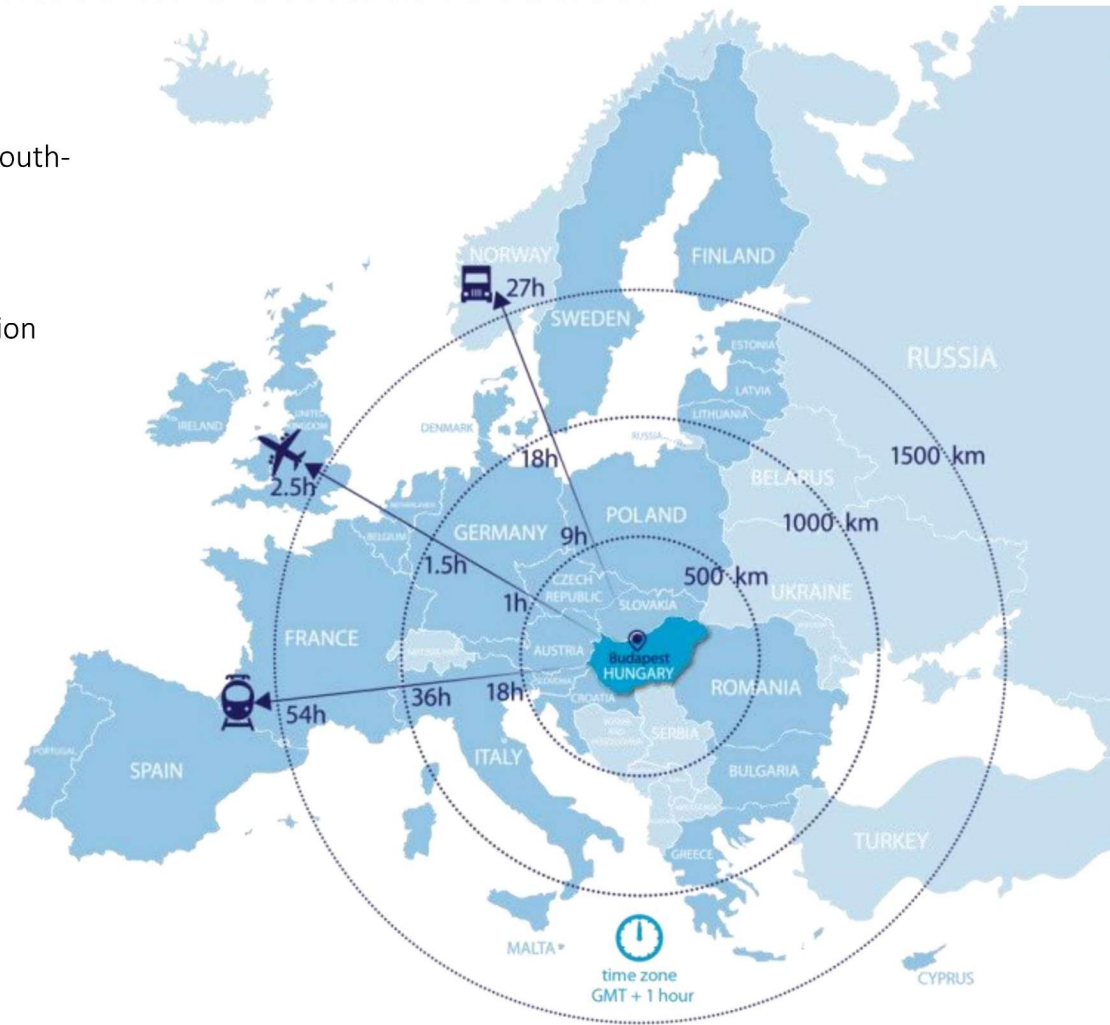 outh-
ion
NORWAY
27h
FINLAND
SWEDEN
ESTONIA
RUSSIA
LATVIA
LITHUANIA
IRELAND
UNITED
KINGDOM
DENMARK
RUSSIA
1500 km
18h
BELARUS
2.5h
NETHERLANDS
POLAND
1000 km
GERMANY
9h
BELGIUM
1.5h
500 km
CZECH
REPUBLIC
UKRAINE
1h
SLOVAKIA
FRANCE
AUSTRIA
Budapest
HUNGARY
SLOVENIA
ROMANIA
36h
18h
CROATIA
54h
SERBIA
PORTUGAL
SPAIN
ITALY
BULGARIA
TURKEY
GREECE
MALTA
time zone
GMT + 1 hour
CYPRUS